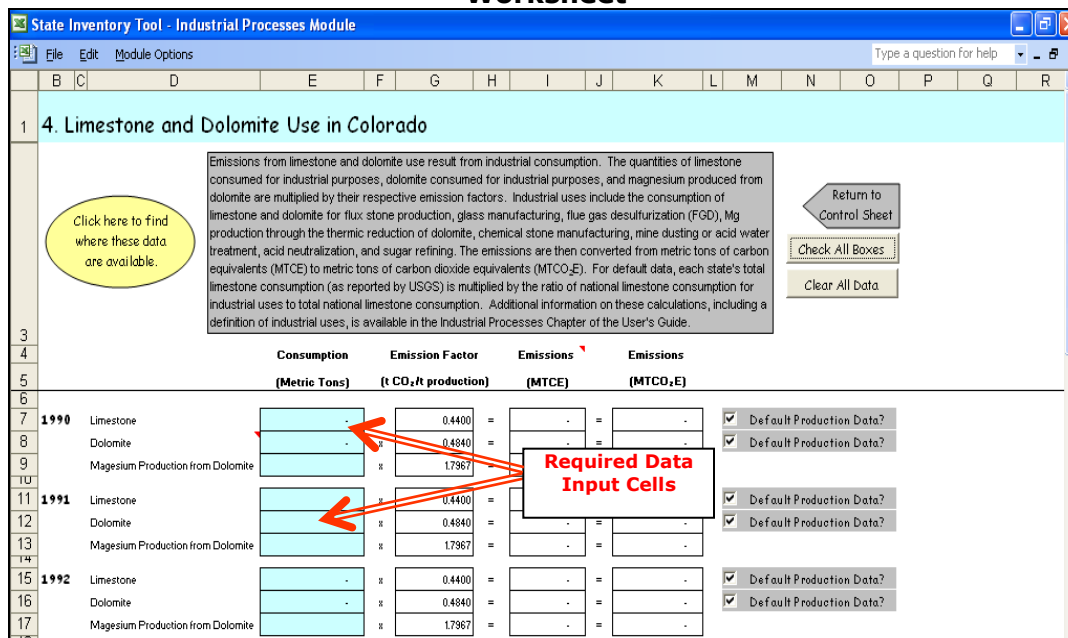 Worksheet
State Inventory Tool - Industrial Processes Module
File Edit Module Options Type a question for help
B C D E F G H I J K L M N O P Q R
1 4. Limestone and Dolomite Use in Colorado
Click here to find
where these data
are available.
Emissions from limestone and dolomite use result from industrial consumption. The quantities of limestone
consumed for industrial purposes, dolomite consumed for industrial purposes, and magnesium produced from
dolomite are multiplied by their respective emission factors. Industrial uses include the consumption of
limestone and dolomite for flux stone production, glass manufacturing, flue gas desulfurization (FGD), Mg
production through the thermic reduction of dolomite, chemical stone manufacturing, mine dusting or acid water
treatment, acid neutralization, and sugar refining. The emissions are then converted from metric tons of carbon
equivalents (MTCE) to metric tons of carbon dioxide equivalents (MTCO₂E). For default data, each state's total
limestone consumption (as reported by USGS) is multiplied by the ratio of national limestone consumption for
industrial uses to total national limestone consumption. Additional information on these calculations, including a
definition of industrial uses, is available in the Industrial Processes Chapter of the User's Guide.
Return to
Control Sheet
Check All Boxes
Clear All Data
3
4 Consumption Emission Factor Emissions Emissions
5 (Metric Tons) (t CO₂/t production) (MTCE) (MTCO₂E)
6
7 1990 Limestone - 0.4400 = - = - Default Production Data?
8 Dolomite - x 0.4840 = - = - Default Production Data?
9 Magesium Production from Dolomite x 1.7967 =
Required Data
Input Cells
10
11 1991 Limestone x 0.4400 = Default Production Data?
12 Dolomite x 0.4840 = Default Production Data?
13 Magesium Production from Dolomite x 1.7967 = - = -
14
15 1992 Limestone - x 0.4400 = - = - Default Production Data?
16 Dolomite - x 0.4840 = - = - Default Production Data?
17 Magesium Production from Dolomite x 1.7967 = - = -